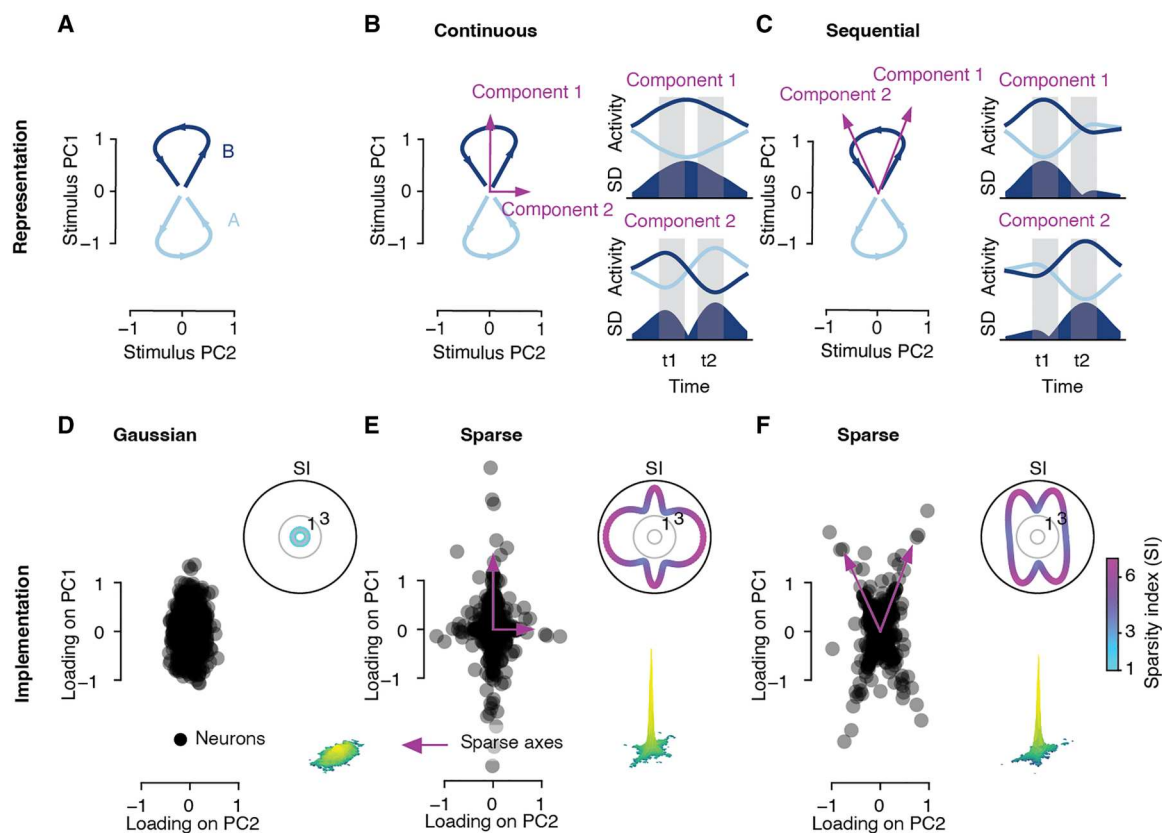 A
B
Continuous
C
Sequential
Representation
Stimulus PC1
1
0
−1
B
A
−1 0 1
Stimulus PC2
Stimulus PC1
1
0
−1
Component 1
Component 2
−1 0 1
Stimulus PC2
Component 1
Activity
SD
Component 2
Activity
SD
t1 t2
Time
Stimulus PC1
1
0
−1
Component 2
Component 1
−1 0 1
Stimulus PC2
Component 1
Activity
SD
Component 2
Activity
SD
t1 t2
Time
D
Gaussian
E
Sparse
F
Sparse
Implementation
SI
1 3
Loading on PC1
1
0
−1
Neurons
−1 0 1
Loading on PC2
SI
1 3
Loading on PC1
1
0
−1
Sparse axes
−1 0 1
Loading on PC2
SI
1 3
Loading on PC1
1
0
−1
−1 0 1
Loading on PC2
6
3
1
Sparsity index (SI)